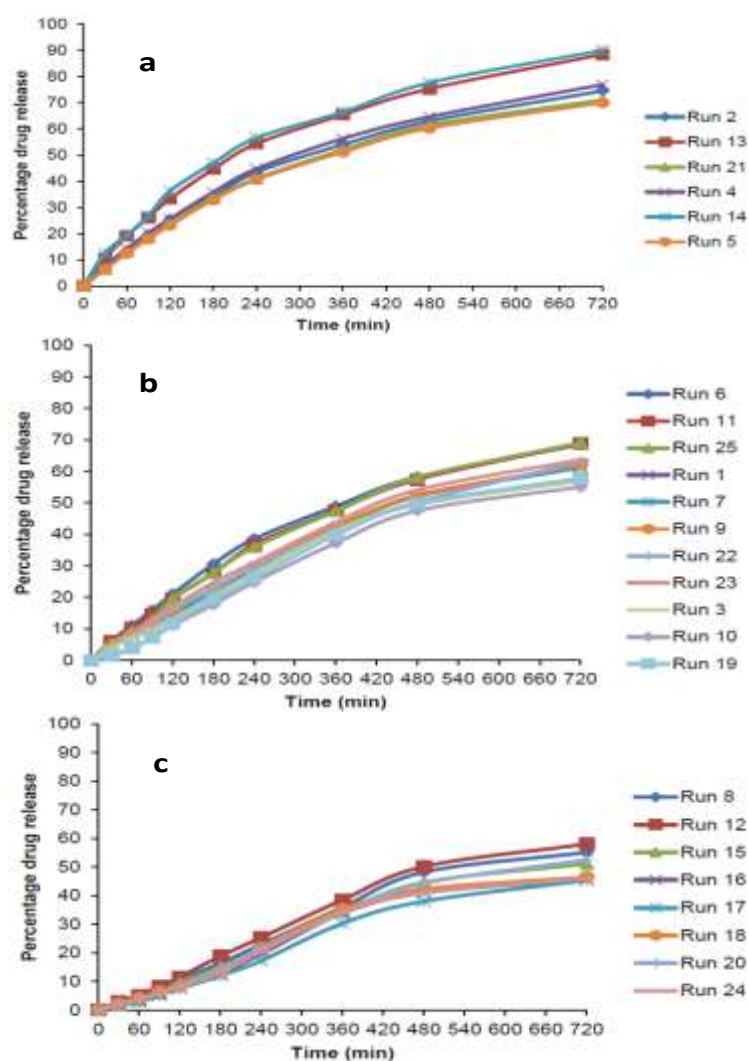 100
90
80
70
60
50
40
30
20
10
0
Percentage drug release
a
0 60 120 180 240 300 360 420 480 540 600 660 720
Time (min)
Run 2
Run 13
Run 21
Run 4
Run 14
Run 5
100
90
80
70
60
50
40
30
20
10
0
Percentage drug release
b
0 60 120 180 240 300 360 420 480 540 600 660 720
Time (min)
Run 6
Run 11
Run 25
Run 1
Run 7
Run 9
Run 22
Run 23
Run 3
Run 10
Run 19
100
90
80
70
60
50
40
30
20
10
0
Percentage drug release
c
0 60 120 180 240 300 360 420 480 540 600 660 720
Time (min)
Run 8
Run 12
Run 15
Run 16
Run 17
Run 18
Run 20
Run 24